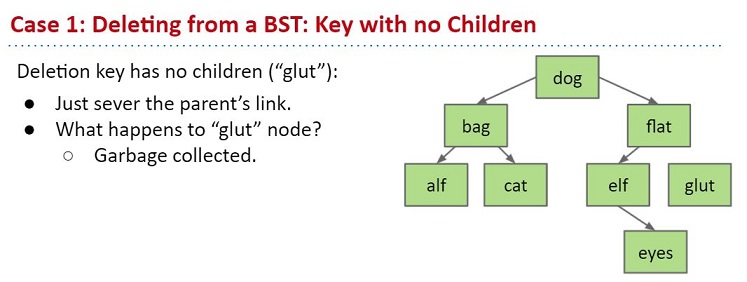 Case 1: Deleting from a BST: Key with no Children
Deletion key has no children (“glut”):
● Just sever the parent’s link.
● What happens to “glut” node?
○ Garbage collected.
dog
bag
flat
alf
cat
elf
glut
eyes